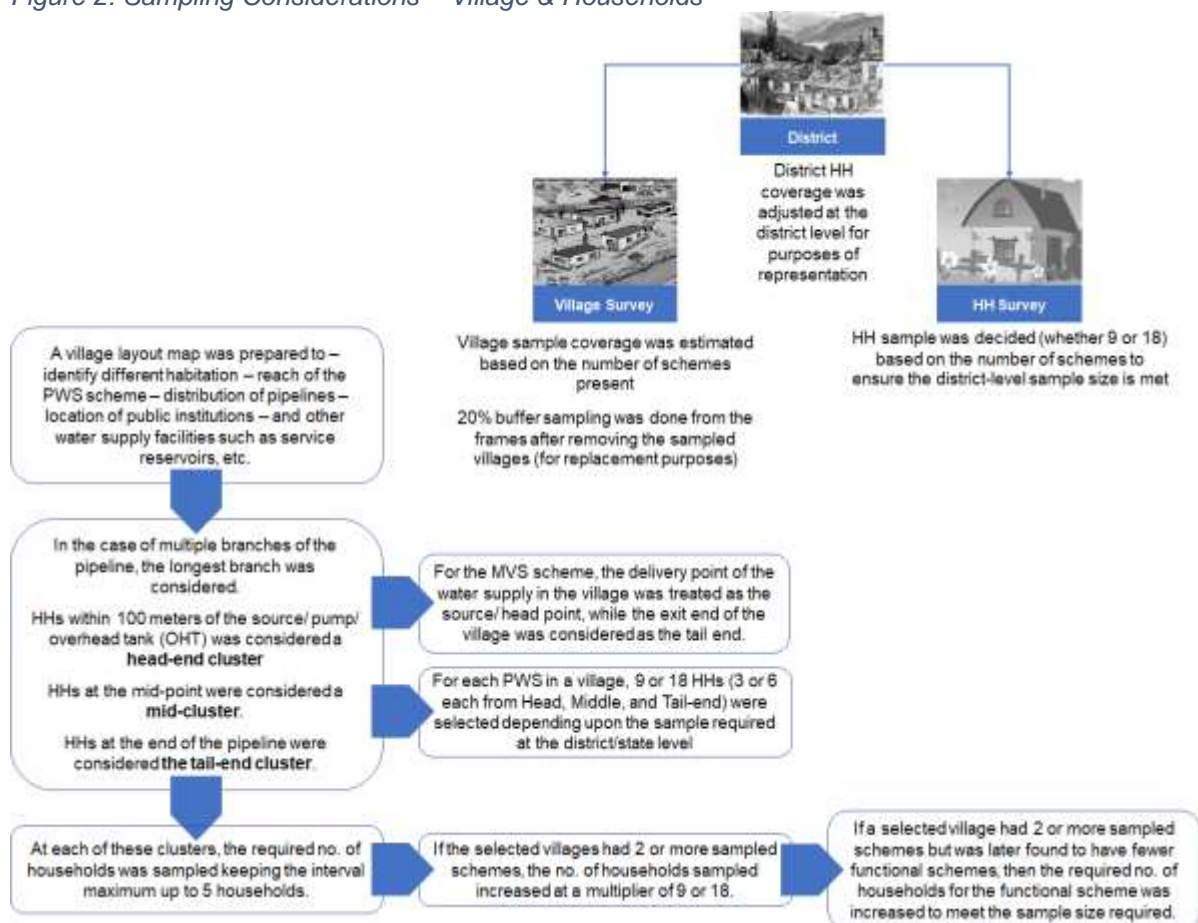 Figure 2: Sampling Considerations – Village & Households
District
District HH
coverage was
adjusted at the
district level for
purposes of
representation
Village Survey
Village sample coverage was estimated
based on the number of schemes
present
20% buffer sampling was done from the
frames after removing the sampled
villages (for replacement purposes)
HH Survey
HH sample was decided (whether 9 or 18)
based on the number of schemes to
ensure the district-level sample size is met
A village layout map was prepared to –
identify different habitation – reach of the
PWS scheme – distribution of pipelines –
location of public institutions – and other
water supply facilities such as service
reservoirs, etc.
In the case of multiple branches of the
pipeline, the longest branch was
considered.
HHs within 100 meters of the source/ pump/
overhead tank (OHT) was considered a
head-end cluster
HHs at the mid-point were considered a
mid-cluster.
HHs at the end of the pipeline were
considered the tail-end cluster.
For the MVS scheme, the delivery point of the
water supply in the village was treated as the
source/ head point, while the exit end of the
village was considered as the tail end.
For each PWS in a village, 9 or 18 HHs (3 or 6
each from Head, Middle, and Tail-end) were
selected depending upon the sample required
at the district/state level
At each of these clusters, the required no. of
households was sampled keeping the interval
maximum up to 5 households.
If the selected villages had 2 or more sampled
schemes, the no. of households sampled
increased at a multiplier of 9 or 18.
If a selected village had 2 or more sampled
schemes but was later found to have fewer
functional schemes, then the required no. of
households for the functional scheme was
increased to meet the sample size required.